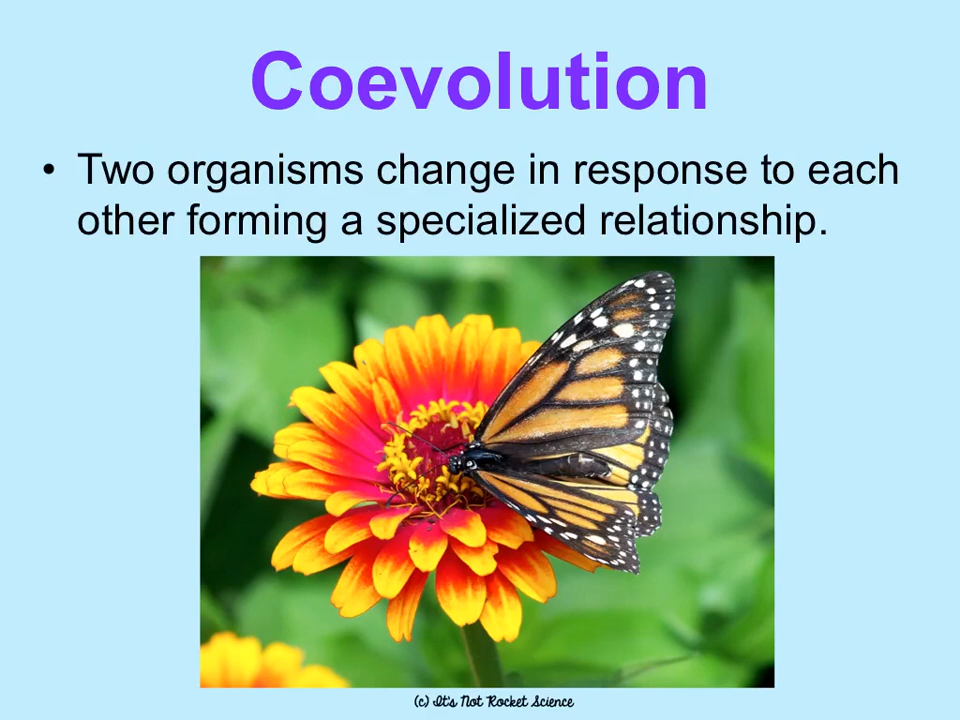 Coevolution
• Two organisms change in response to each
other forming a specialized relationship.
(c) It's Not Rocket Science